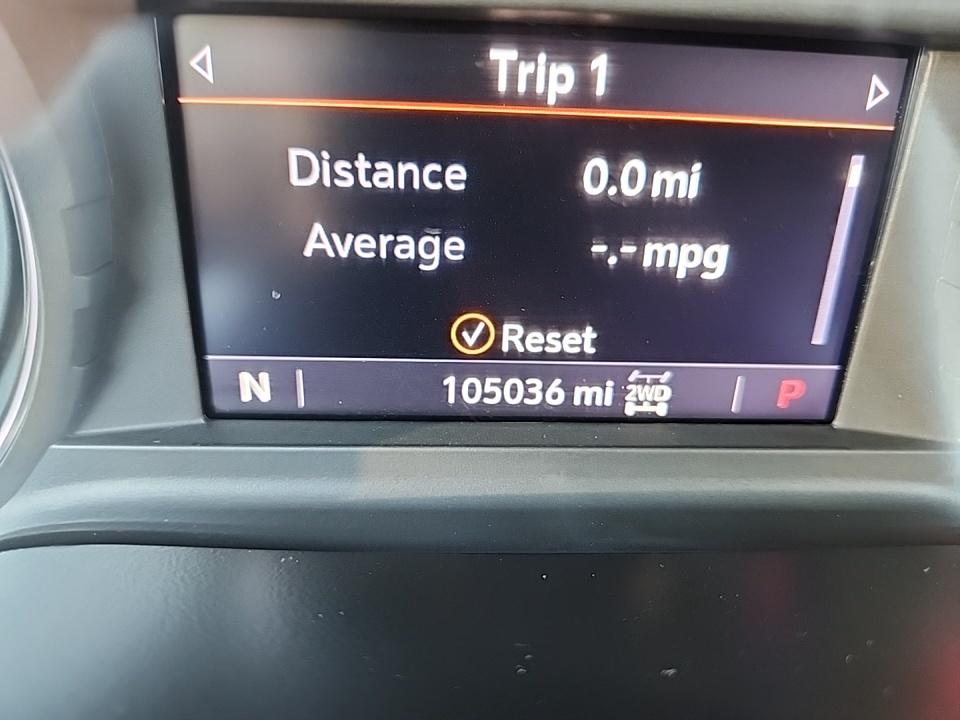 Trip 1
Distance 0.0 mi
Average -.- mpg
Reset
N 105036 mi 2WD P